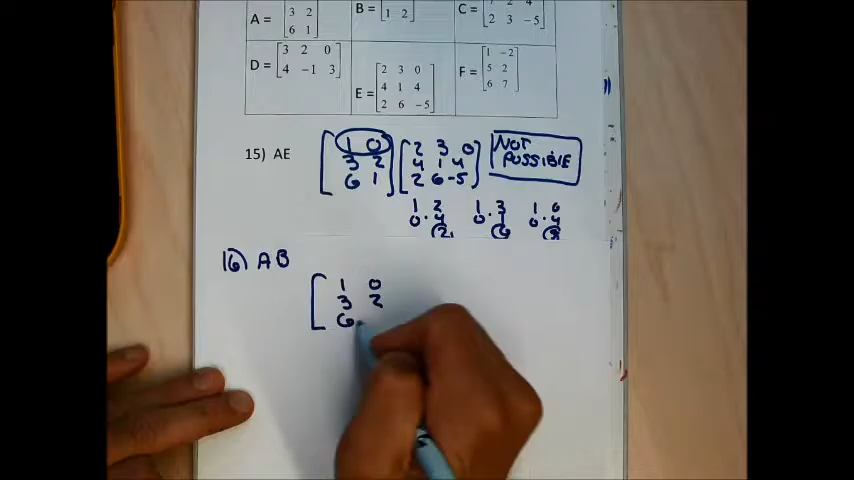 A = [ 3 2
6 1 ]
B = [ 1 2 ]
C = [ 2 3 -5 ]
D = [ 3 2 0
4 -1 3 ]
E = [ 2 3 0
4 1 4
2 6 -5 ]
F = [ 1 -2
5 2
6 7 ]
15) AE
[ 1 0
3 2
6 1 ]
[ 2 3 0
4 1 4
2 6 -5 ]
NOT
POSSIBLE
1 2 1 3 1 0
0 · 4 0 · 1 0 · 4
16) AB
[ 1 0
3 2
6